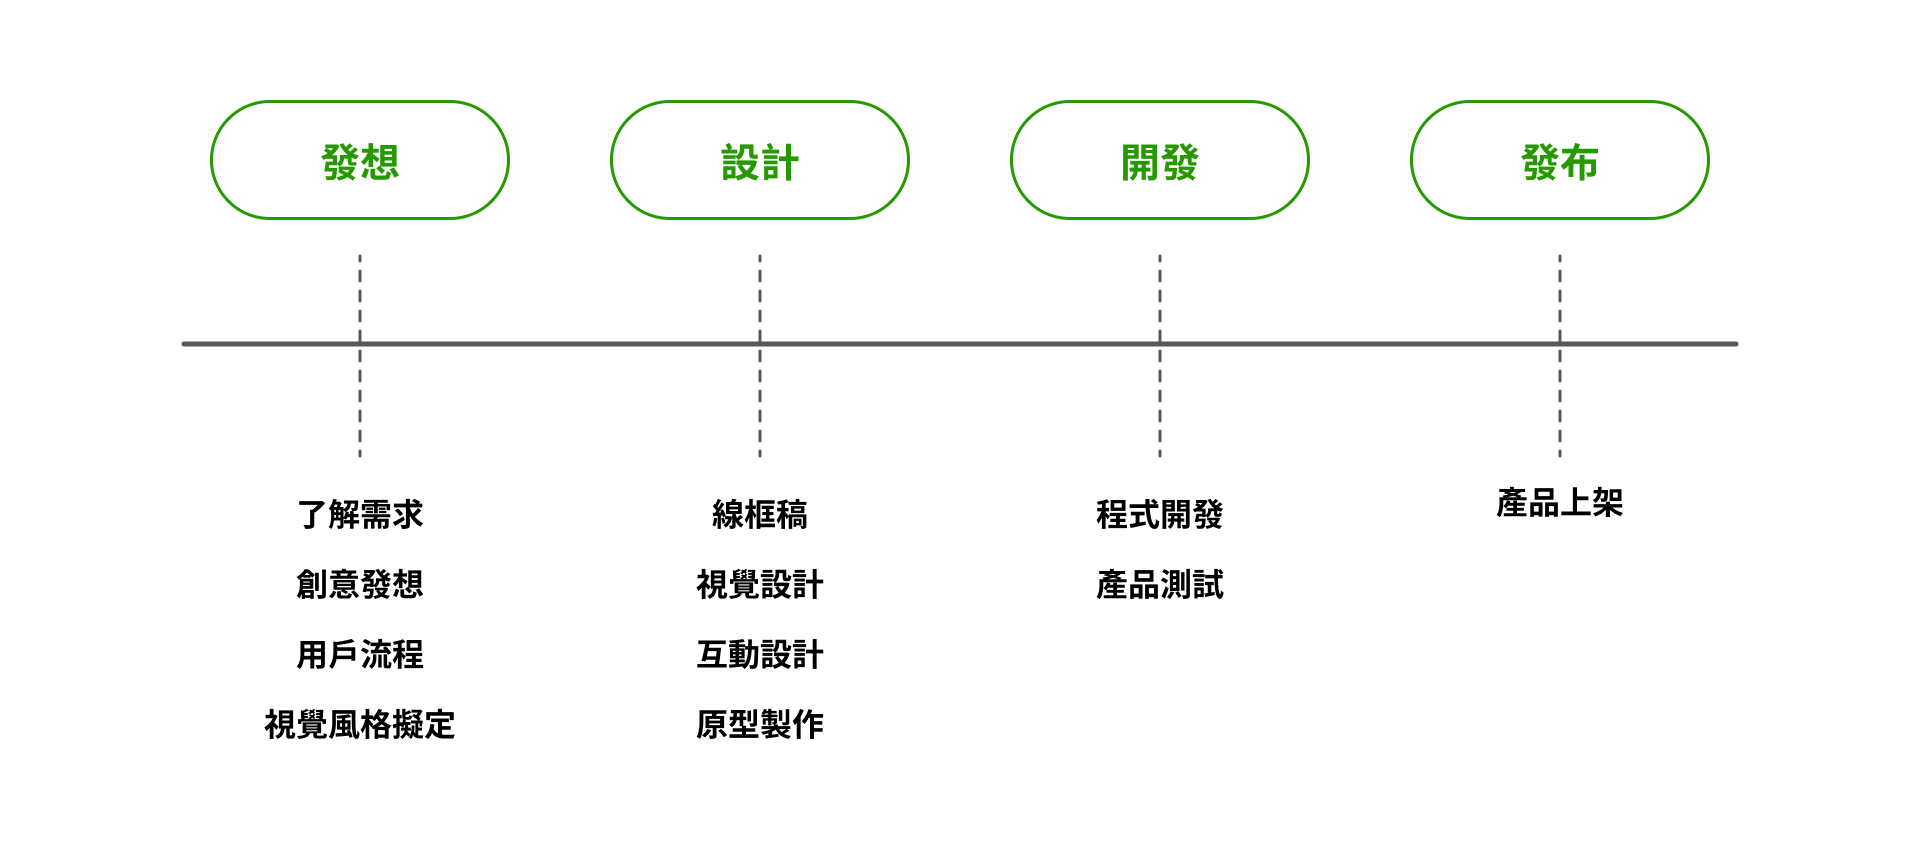 發想
設計
開發
發布
了解需求
創意發想
用戶流程
視覺風格擬定
線框稿
視覺設計
互動設計
原型製作
程式開發
產品測試
產品上架